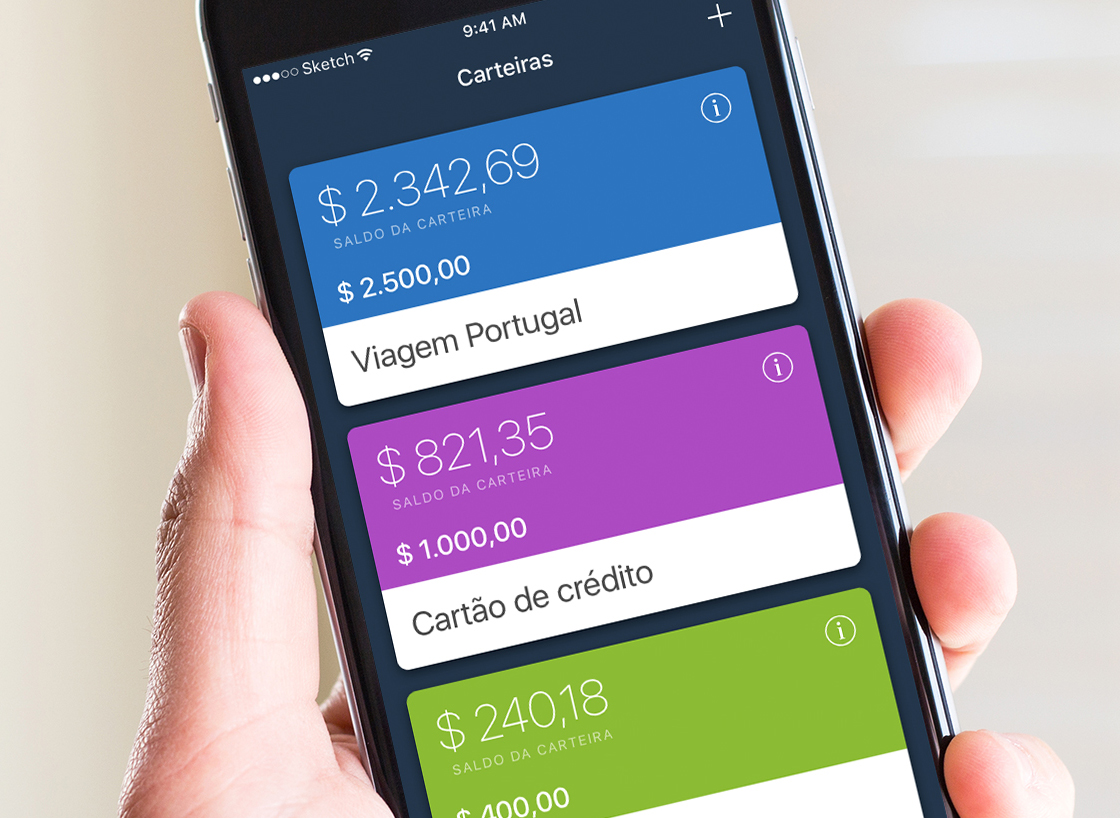 9:41 AM
Sketch
Carteiras
$ 2.342,69
SALDO DA CARTEIRA
$ 2.500,00
Viagem Portugal
$ 821,35
SALDO DA CARTEIRA
$ 1.000,00
Cartão de crédito
$ 240,18
SALDO DA CARTEIRA
$ 400,00